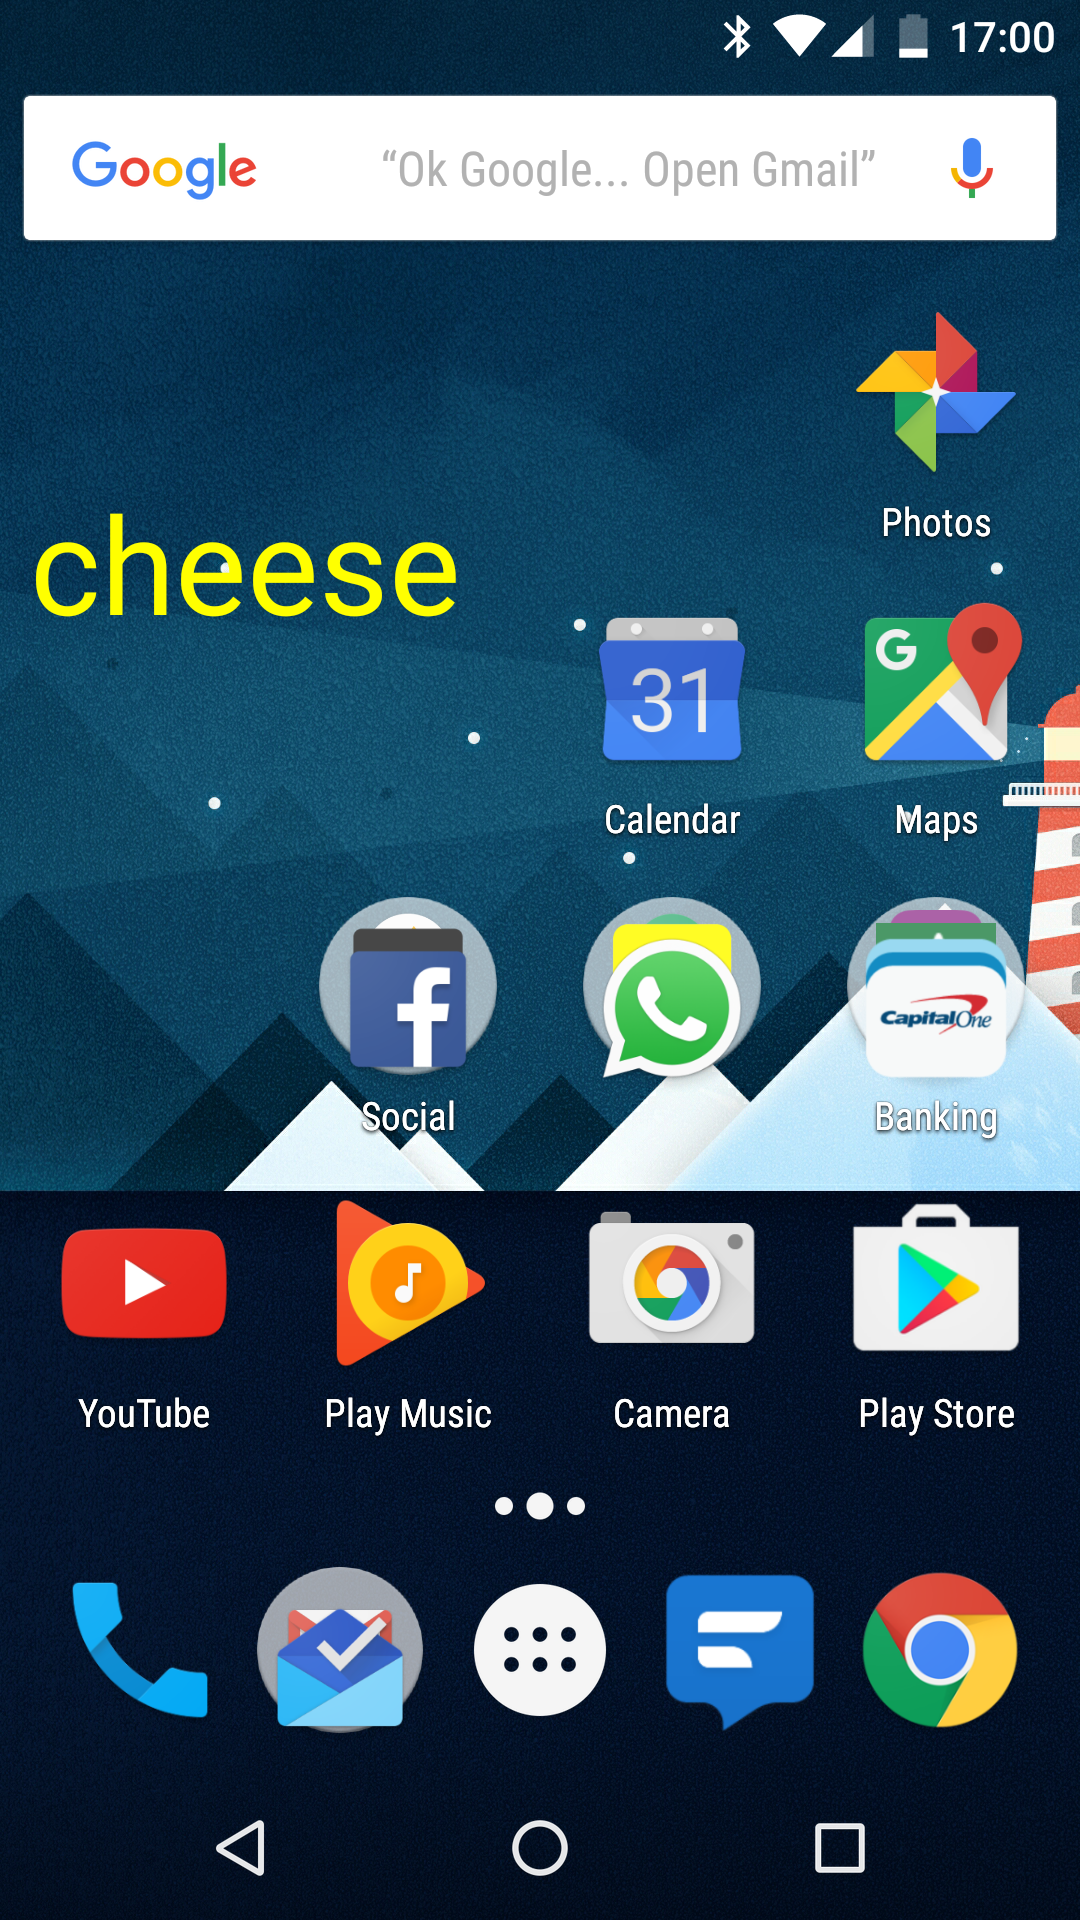 17:00
Google "Ok Google... Open Gmail"
Photos
cheese
31
G
Calendar
Maps
f
Capital One
Social
Banking
YouTube
Play Music
Camera
Play Store